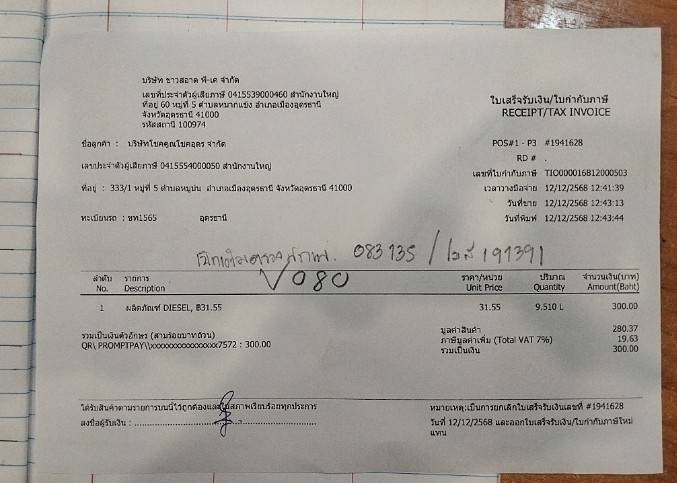 บริษัท ชาวสอาด พี-เค จำกัด
เลขที่ประจำตัวผู้เสียภาษี 0415539000460 สำนักงานใหญ่
ที่อยู่ 60 หมู่ที่ 5 ตำบลหมากแข้ง อำเภอเมืองอุดรธานี
จังหวัดอุดรธานี 41000
รหัสสถานี 100974
ใบเสร็จรับเงิน/ใบกำกับภาษี
RECEIPT/TAX INVOICE
ชื่อลูกค้า : บริษัทโชคคูณโชคอุดร จำกัด
POS#1 - P3 #1941628
RD # .
เลขประจำตัวผู้เสียภาษี 0415554000050 สำนักงานใหญ่
เลขที่ใบกำกับภาษี TIO000016812000503
ที่อยู่ : 333/1 หมู่ที่ 5 ตำบลหมูม่น อำเภอเมืองอุดรธานี จังหวัดอุดรธานี 41000
เวลาวางมือจ่าย 12/12/2568 12:41:39
วันที่ขาย 12/12/2568 12:43:13
ทะเบียนรถ : ขท1565 อุดรธานี
วันที่พิมพ์ 12/12/2568 12:43:44
083135 / 191391
080
ลำดับ รายการ ราคา/หน่วย ปริมาณ จำนวนเงิน(บาท)
No. Description Unit Price Quantity Amount(Baht)
1 ผลิตภัณฑ์ DIESEL, ฿31.55 31.55 9.510 L 300.00
มูลค่าสินค้า 280.37
รวมเป็นเงินตัวอักษร (สามร้อยบาทถ้วน)
ภาษีมูลค่าเพิ่ม (Total VAT 7%) 19.63
QR\ PROMPTPAY\\xxxxxxxxxxxxxxxx7572 : 300.00
รวมเป็นเงิน 300.00
ได้รับสินค้าตามรายการบนนี้ไว้ถูกต้องและในสภาพเรียบร้อยทุกประการ
หมายเหตุ:เป็นการยกเลิกใบเสร็จรับเงินเลขที่ #1941628
ลงชื่อผู้รับเงิน :
วันที่ 12/12/2568 และออกใบเสร็จรับเงิน/ใบกำกับภาษีใหม่
แทน